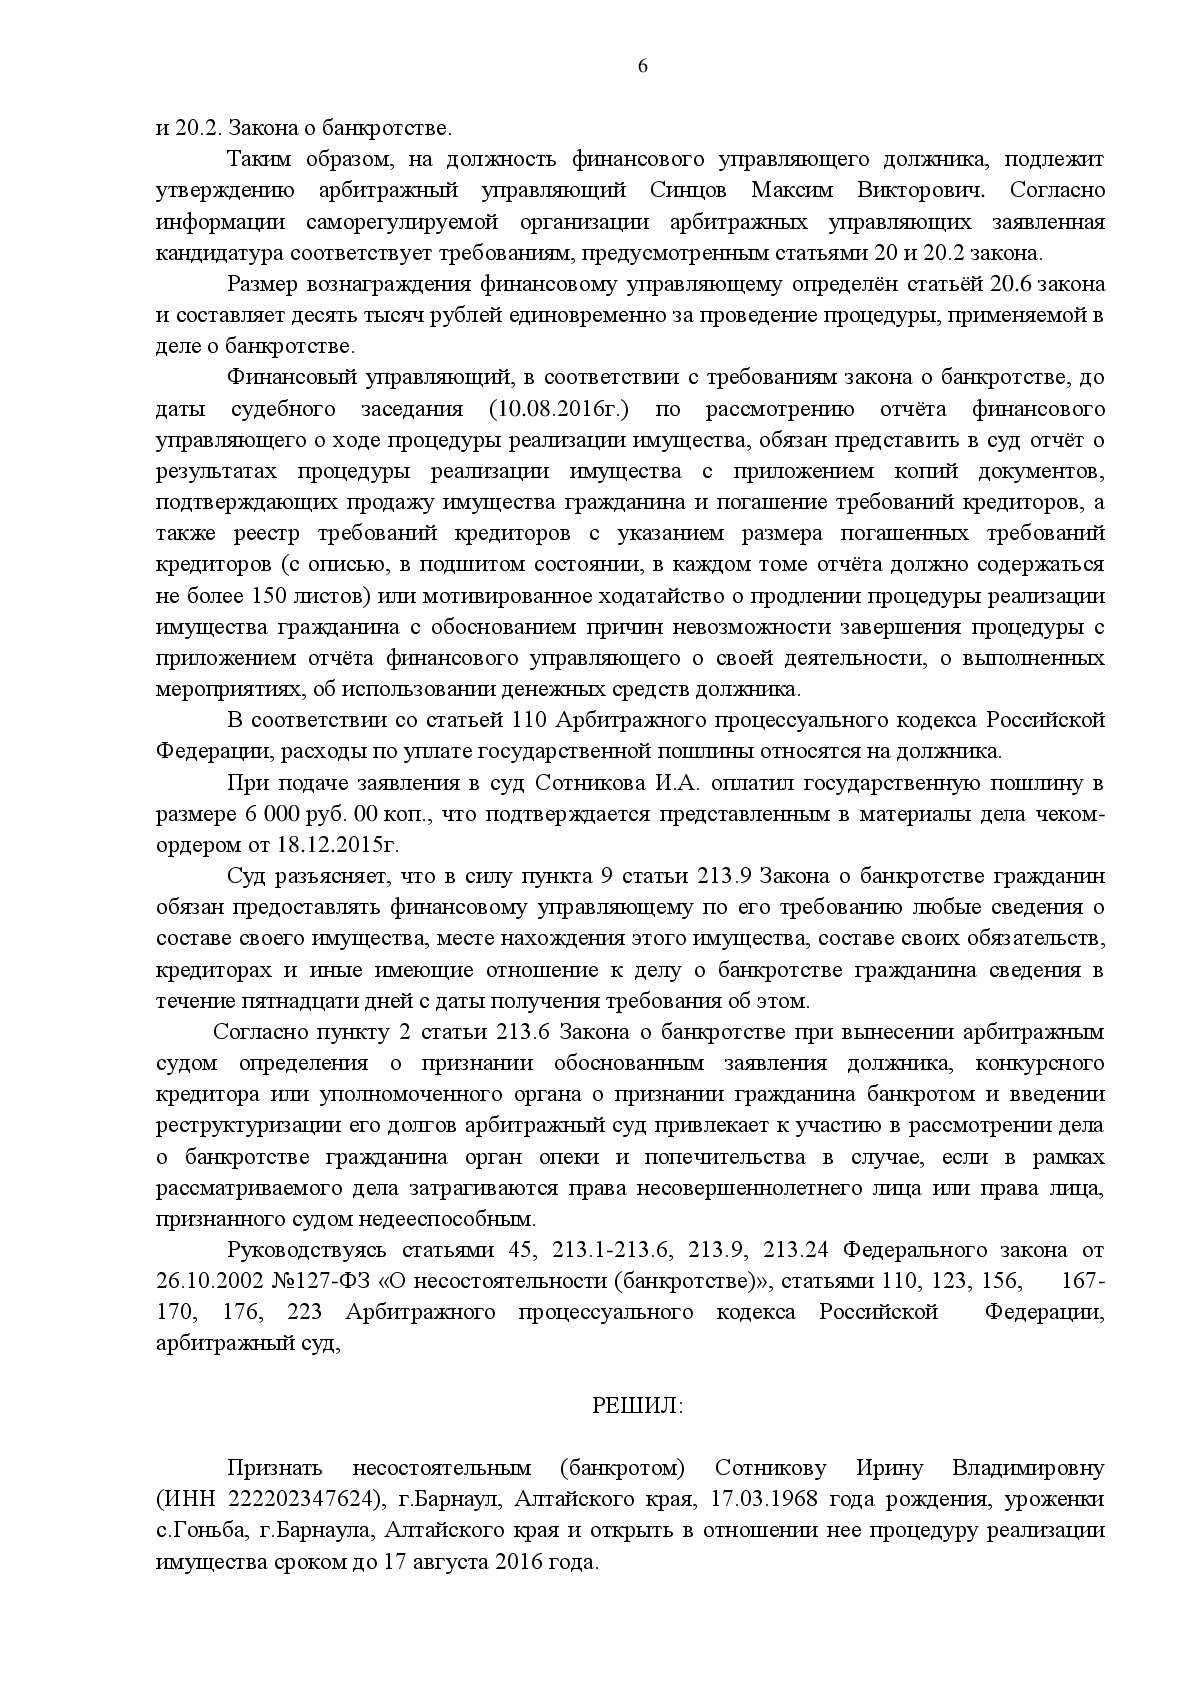 6
и 20.2. Закона о банкротстве.
Таким образом, на должность финансового управляющего должника, подлежит
утверждению арбитражный управляющий Синцов Максим Викторович. Согласно
информации саморегулируемой организации арбитражных управляющих заявленная
кандидатура соответствует требованиям, предусмотренным статьями 20 и 20.2 закона.
Размер вознаграждения финансовому управляющему определён статьёй 20.6 закона
и составляет десять тысяч рублей единовременно за проведение процедуры, применяемой в
деле о банкротстве.
Финансовый управляющий, в соответствии с требованиям закона о банкротстве, до
даты судебного заседания (10.08.2016г.) по рассмотрению отчёта финансового
управляющего о ходе процедуры реализации имущества, обязан представить в суд отчёт о
результатах процедуры реализации имущества с приложением копий документов,
подтверждающих продажу имущества гражданина и погашение требований кредиторов, а
также реестр требований кредиторов с указанием размера погашенных требований
кредиторов (с описью, в подшитом состоянии, в каждом томе отчёта должно содержаться
не более 150 листов) или мотивированное ходатайство о продлении процедуры реализации
имущества гражданина с обоснованием причин невозможности завершения процедуры с
приложением отчёта финансового управляющего о своей деятельности, о выполненных
мероприятиях, об использовании денежных средств должника.
В соответствии со статьей 110 Арбитражного процессуального кодекса Российской
Федерации, расходы по уплате государственной пошлины относятся на должника.
При подаче заявления в суд Сотникова И.А. оплатил государственную пошлину в
размере 6 000 руб. 00 коп., что подтверждается представленным в материалы дела чеком-
ордером от 18.12.2015г.
Суд разъясняет, что в силу пункта 9 статьи 213.9 Закона о банкротстве гражданин
обязан предоставлять финансовому управляющему по его требованию любые сведения о
составе своего имущества, месте нахождения этого имущества, составе своих обязательств,
кредиторах и иные имеющие отношение к делу о банкротстве гражданина сведения в
течение пятнадцати дней с даты получения требования об этом.
Согласно пункту 2 статьи 213.6 Закона о банкротстве при вынесении арбитражным
судом определения о признании обоснованным заявления должника, конкурсного
кредитора или уполномоченного органа о признании гражданина банкротом и введении
реструктуризации его долгов арбитражный суд привлекает к участию в рассмотрении дела
о банкротстве гражданина орган опеки и попечительства в случае, если в рамках
рассматриваемого дела затрагиваются права несовершеннолетнего лица или права лица,
признанного судом недееспособным.
Руководствуясь статьями 45, 213.1-213.6, 213.9, 213.24 Федерального закона от
26.10.2002 №127-ФЗ «О несостоятельности (банкротстве)», статьями 110, 123, 156, 167-
170, 176, 223 Арбитражного процессуального кодекса Российской Федерации,
арбитражный суд,
РЕШИЛ:
Признать несостоятельным (банкротом) Сотникову Ирину Владимировну
(ИНН 222202347624), г.Барнаул, Алтайского края, 17.03.1968 года рождения, уроженки
с.Гоньба, г.Барнаула, Алтайского края и открыть в отношении нее процедуру реализации
имущества сроком до 17 августа 2016 года.